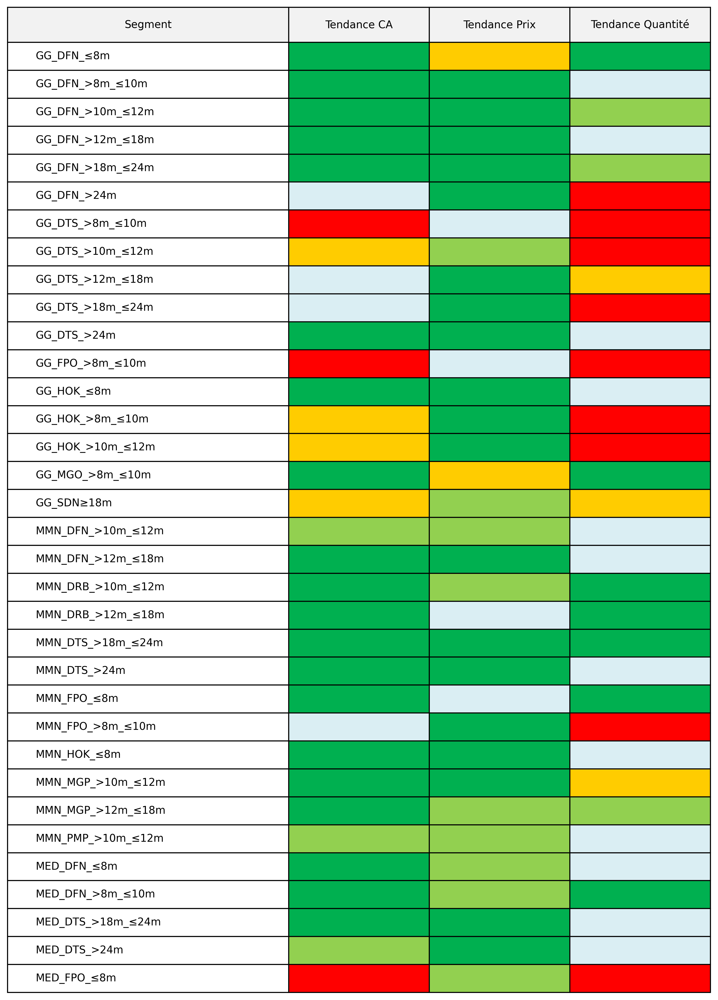 Segment Tendance CA Tendance Prix Tendance Quantité
GG_DFN_≤8m
GG_DFN_>8m_≤10m
GG_DFN_>10m_≤12m
GG_DFN_>12m_≤18m
GG_DFN_>18m_≤24m
GG_DFN_>24m
GG_DTS_>8m_≤10m
GG_DTS_>10m_≤12m
GG_DTS_>12m_≤18m
GG_DTS_>18m_≤24m
GG_DTS_>24m
GG_FPO_>8m_≤10m
GG_HOK_≤8m
GG_HOK_>8m_≤10m
GG_HOK_>10m_≤12m
GG_MGO_>8m_≤10m
GG_SDN≥18m
MMN_DFN_>10m_≤12m
MMN_DFN_>12m_≤18m
MMN_DRB_>10m_≤12m
MMN_DRB_>12m_≤18m
MMN_DTS_>18m_≤24m
MMN_DTS_>24m
MMN_FPO_≤8m
MMN_FPO_>8m_≤10m
MMN_HOK_≤8m
MMN_MGP_>10m_≤12m
MMN_MGP_>12m_≤18m
MMN_PMP_>10m_≤12m
MED_DFN_≤8m
MED_DFN_>8m_≤10m
MED_DTS_>18m_≤24m
MED_DTS_>24m
MED_FPO_≤8m